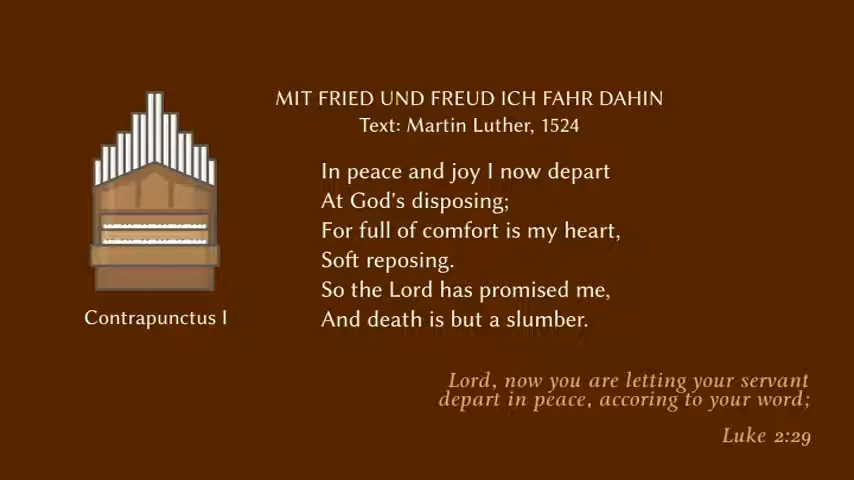 MIT FRIED UND FREUD ICH FAHR DAHIN
Text: Martin Luther, 1524
In peace and joy I now depart
At God's disposing;
For full of comfort is my heart,
Soft reposing.
So the Lord has promised me,
And death is but a slumber.
Contrapunctus I
Lord, now you are letting your servant
depart in peace, accoring to your word;
Luke 2:29